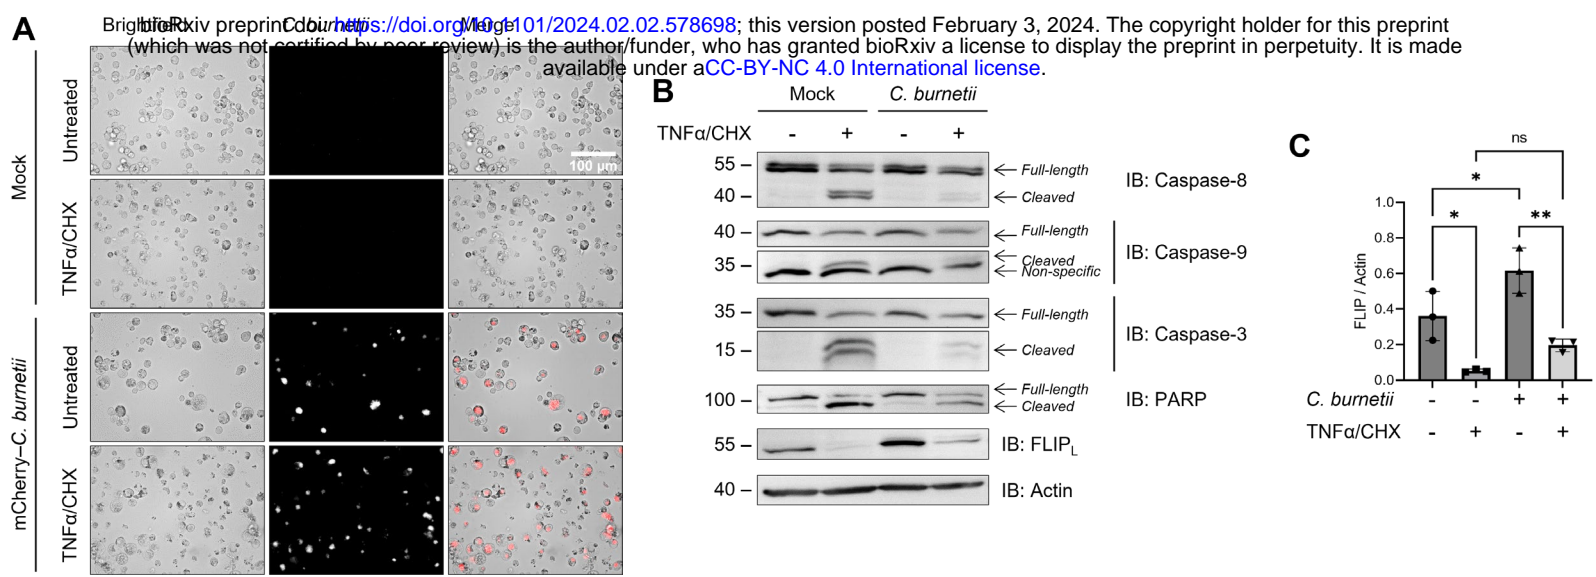 A
Brightfield C. burnetii Merge
bioRxiv preprint doi: https://doi.org/10.1101/2024.02.02.578698; this version posted February 3, 2024. The copyright holder for this preprint
(which was not certified by peer review) is the author/funder, who has granted bioRxiv a license to display the preprint in perpetuity. It is made
available under aCC-BY-NC 4.0 International license.
Mock
Untreated
100 µm
TNFα/CHX
mCherry–C. burnetii
Untreated
TNFα/CHX
B
Mock C. burnetii
TNFα/CHX - + - +
55
Full-length
40
Cleaved
IB: Caspase-8
40
Full-length
35
Cleaved
Non-specific
IB: Caspase-9
35
Full-length
15
Cleaved
IB: Caspase-3
100
Full-length
Cleaved
IB: PARP
55
IB: FLIPL
40
IB: Actin
C
ns
*
* **
FLIP / Actin
1.0
0.8
0.6
0.4
0.2
0.0
C. burnetii - - + +
TNFα/CHX - + - +